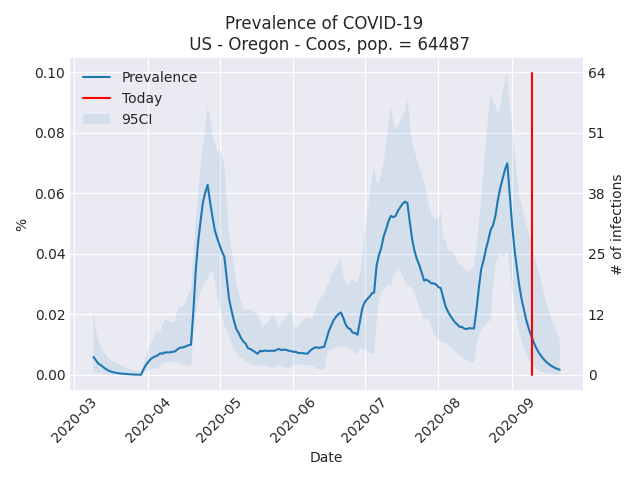 Prevalence of COVID-19
US - Oregon - Coos, pop. = 64487
Prevalence
Today
95CI
0.10
0.08
0.06
0.04
0.02
0.00
%
64
51
38
25
12
0
# of infections
2020-03
2020-04
2020-05
2020-06
2020-07
2020-08
2020-09
Date